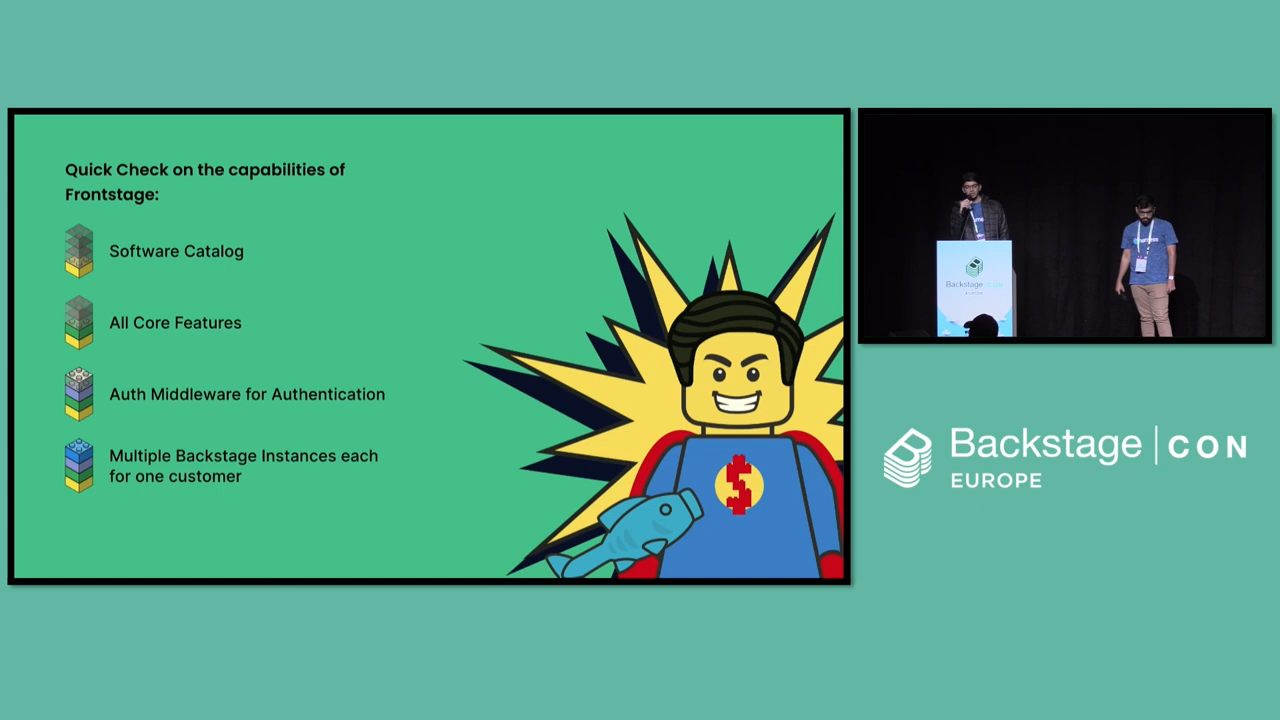 Quick Check on the capabilities of
Frontstage:
Software Catalog
All Core Features
Auth Middleware for Authentication
Multiple Backstage Instances each
for one customer
S
Backstage
Backstage | CON
EUROPE